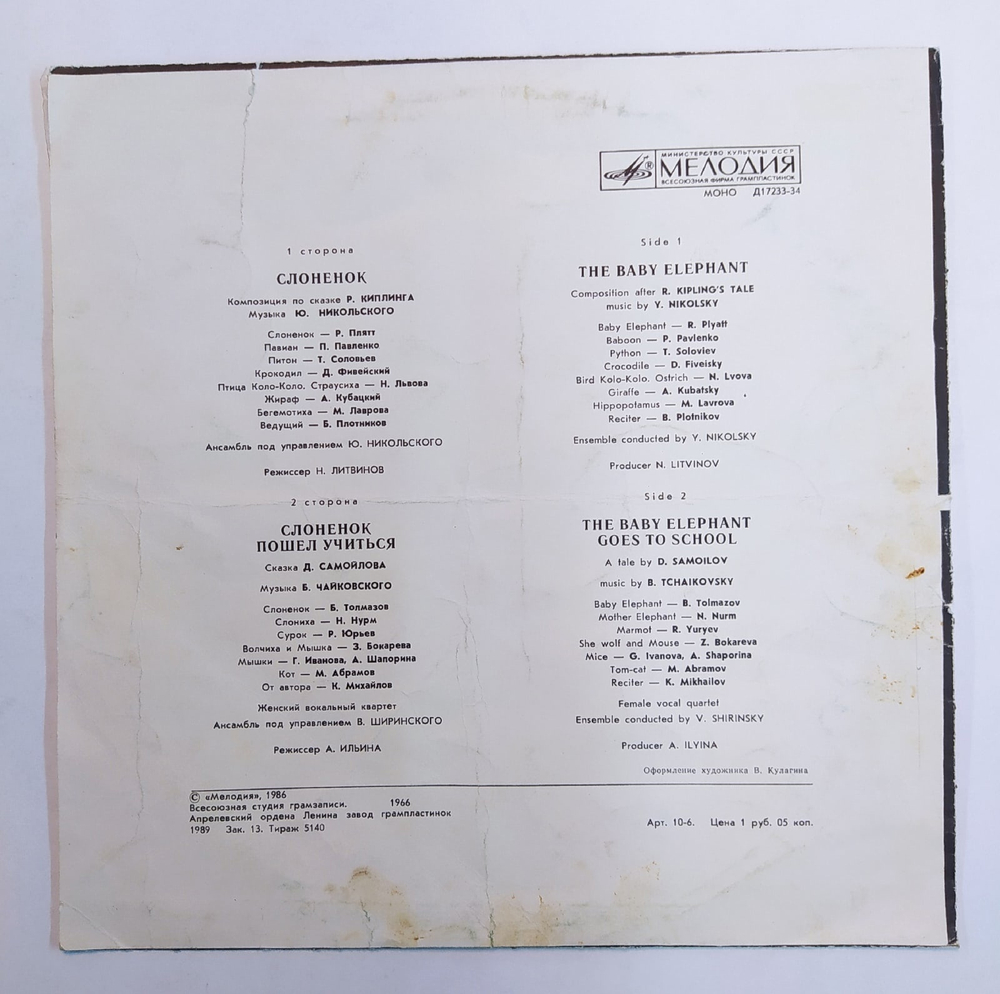 МИНИСТЕРСТВО КУЛЬТУРЫ СССР
МЕЛОДИЯ
ВСЕСОЮЗНАЯ ФИРМА ГРАМПЛАСТИНОК
МОНО Д17233-34
1 сторона
СЛОНЕНОК
Композиция по сказке Р. КИПЛИНГА
Музыка Ю. НИКОЛЬСКОГО
Слоненок — Р. Плятт
Павиан — П. Павленко
Питон — Т. Соловьев
Крокодил — Д. Фивейский
Птица Коло-Коло. Страусиха — Н. Львова
Жираф — А. Кубацкий
Бегемотиха — М. Лаврова
Ведущий — Б. Плотников
Ансамбль под управлением Ю. НИКОЛЬСКОГО
Режиссер Н. ЛИТВИНОВ
2 сторона
СЛОНЕНОК
ПОШЕЛ УЧИТЬСЯ
Сказка Д. САМОЙЛОВА
Музыка Б. ЧАЙКОВСКОГО
Слоненок — Б. Толмазов
Слониха — Н. Нурм
Сурок — Р. Юрьев
Волчиха и Мышка — З. Бокарева
Мышки — Г. Иванова, А. Шапорина
Кот — М. Абрамов
От автора — К. Михайлов
Женский вокальный квартет
Ансамбль под управлением В. ШИРИНСКОГО
Режиссер А. ИЛЬИНА
Side 1
THE BABY ELEPHANT
Composition after R. KIPLING'S TALE
music by Y. NIKOLSKY
Baby Elephant — R. Plyatt
Baboon — P. Pavlenko
Python — T. Soloviev
Crocodile — D. Fiveisky
Bird Kolo-Kolo. Ostrich — N. Lvova
Giraffe — A. Kubatsky
Hippopotamus — M. Lavrova
Reciter — B. Plotnikov
Ensemble conducted by Y. NIKOLSKY
Producer N. LITVINOV
Side 2
THE BABY ELEPHANT
GOES TO SCHOOL
A tale by D. SAMOILOV
music by B. TCHAIKOVSKY
Baby Elephant — B. Tolmazov
Mother Elephant — N. Nurm
Marmot — R. Yuryev
She wolf and Mouse — Z. Bokareva
Mice — G. Ivanova, A. Shaporina
Tom-cat — M. Abramov
Reciter — K. Mikhailov
Female vocal quartet
Ensemble conducted by V. SHIRINSKY
Producer A. ILYINA
Оформление художника В. Кулагина
© «Мелодия», 1986
Всесоюзная студия грамзаписи. 1966
Апрелевский ордена Ленина завод грампластинок
1989 Зак. 13. Тираж 5140
Арт. 10-6. Цена 1 руб. 05 коп.